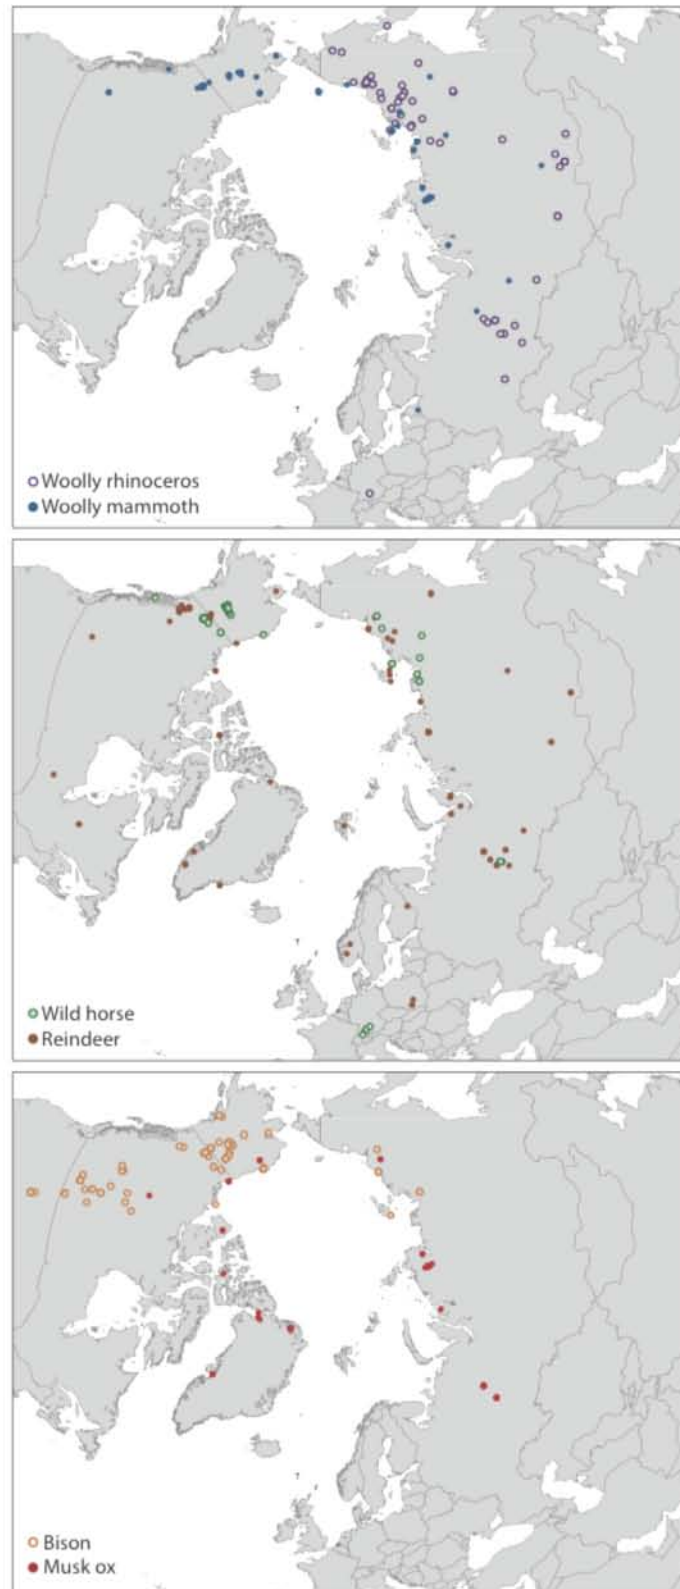 Woolly rhinoceros
Woolly mammoth
Wild horse
Reindeer
Bison
Musk ox